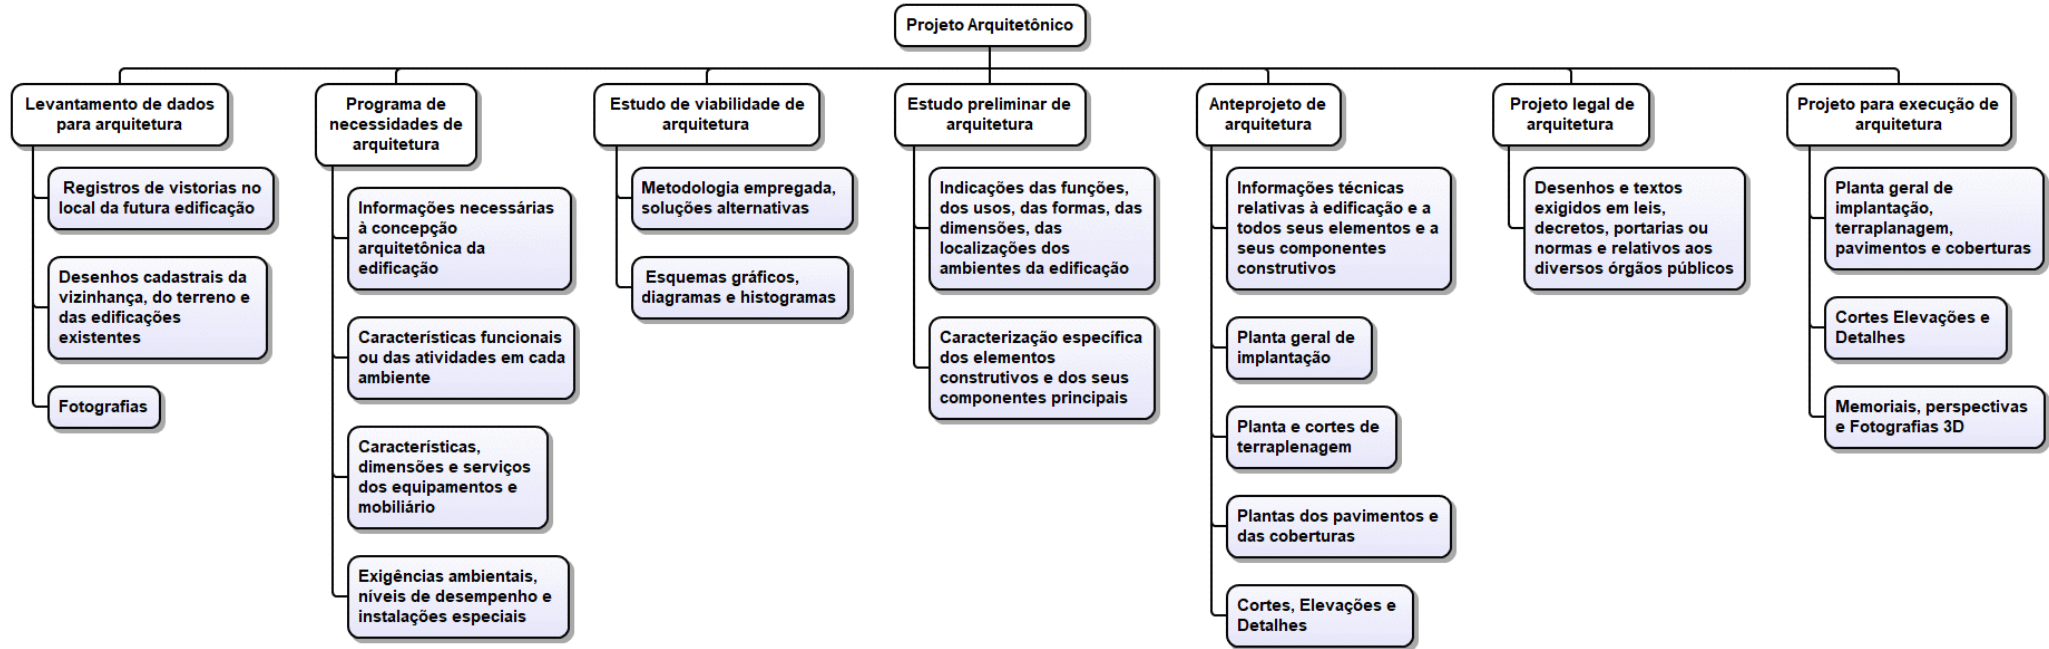 Projeto Arquitetônico
Levantamento de dados
para arquitetura
Registros de vistorias no
local da futura edificação
Desenhos cadastrais da
vizinhança, do terreno e
das edificações
existentes
Fotografias
Programa de
necessidades de
arquitetura
Informações necessárias
à concepção
arquitetônica da
edificação
Características funcionais
ou das atividades em cada
ambiente
Características,
dimensões e serviços
dos equipamentos e
mobiliário
Exigências ambientais,
níveis de desempenho e
instalações especiais
Estudo de viabilidade de
arquitetura
Metodologia empregada,
soluções alternativas
Esquemas gráficos,
diagramas e histogramas
Estudo preliminar de
arquitetura
Indicações das funções,
dos usos, das formas, das
dimensões, das
localizações dos
ambientes da edificação
Caracterização específica
dos elementos
construtivos e dos seus
componentes principais
Anteprojeto de
arquitetura
Informações técnicas
relativas à edificação e a
todos seus elementos e a
seus componentes
construtivos
Planta geral de
implantação
Planta e cortes de
terraplenagem
Plantas dos pavimentos e
das coberturas
Cortes, Elevações e
Detalhes
Projeto legal de
arquitetura
Desenhos e textos
exigidos em leis,
decretos, portarias ou
normas e relativos aos
diversos órgãos públicos
Projeto para execução de
arquitetura
Planta geral de
implantação,
terraplanagem,
pavimentos e coberturas
Cortes Elevações e
Detalhes
Memoriais, perspectivas
e Fotografias 3D